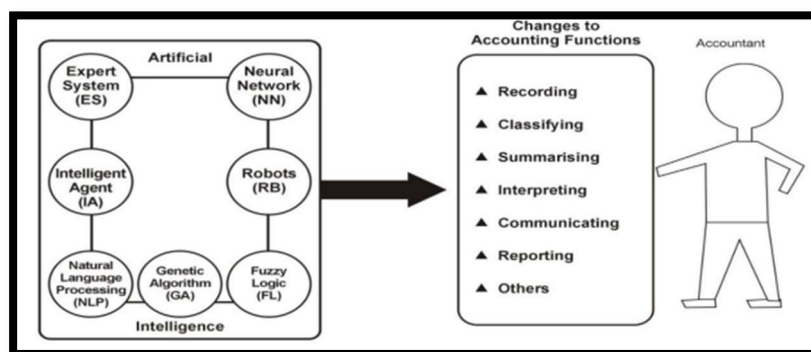 Artificial
Expert
System
(ES)
Neural
Network
(NN)
Intelligent
Agent
(IA)
Robots
(RB)
Natural
Language
Processing
(NLP)
Genetic
Algorithm
(GA)
Fuzzy
Logic
(FL)
Intelligence
Changes to
Accounting Functions
▲ Recording
▲ Classifying
▲ Summarising
▲ Interpreting
▲ Communicating
▲ Reporting
▲ Others
Accountant